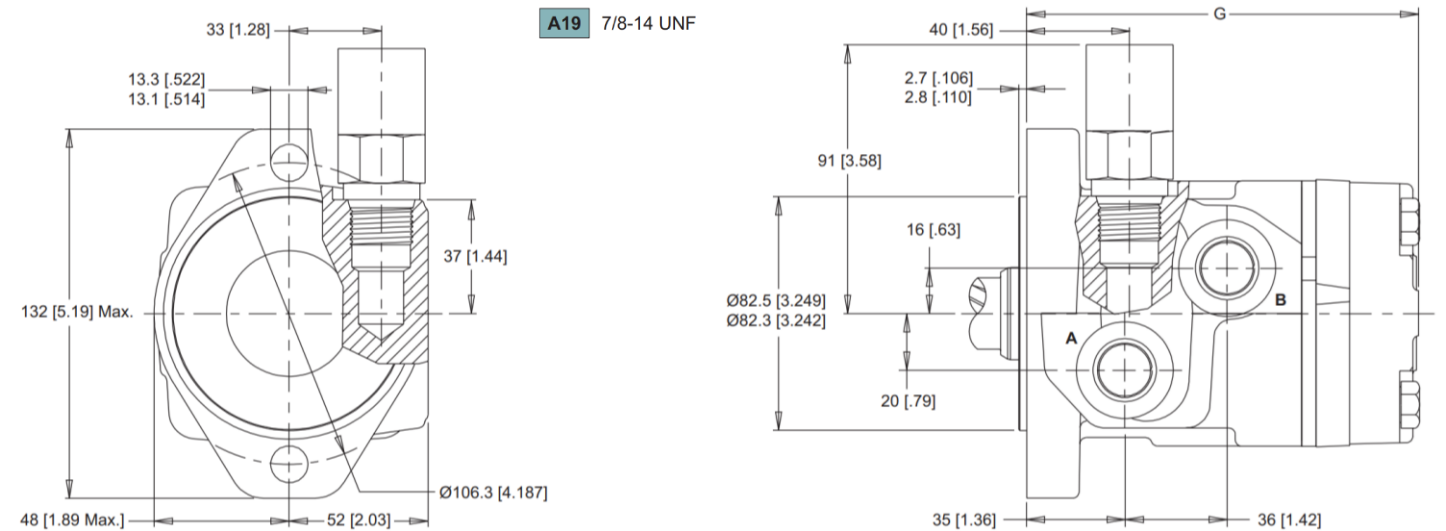 33 [1.28]
A19 7/8-14 UNF
13.3 [.522]
13.1 [.514]
37 [1.44]
132 [5.19] Max.
Ø106.3 [4.187]
48 [1.89 Max.]
52 [2.03]
G
40 [1.56]
2.7 [.106]
2.8 [.110]
91 [3.58]
16 [.63]
Ø82.5 [3.249]
Ø82.3 [3.242]
B
A
20 [.79]
35 [1.36]
36 [1.42]